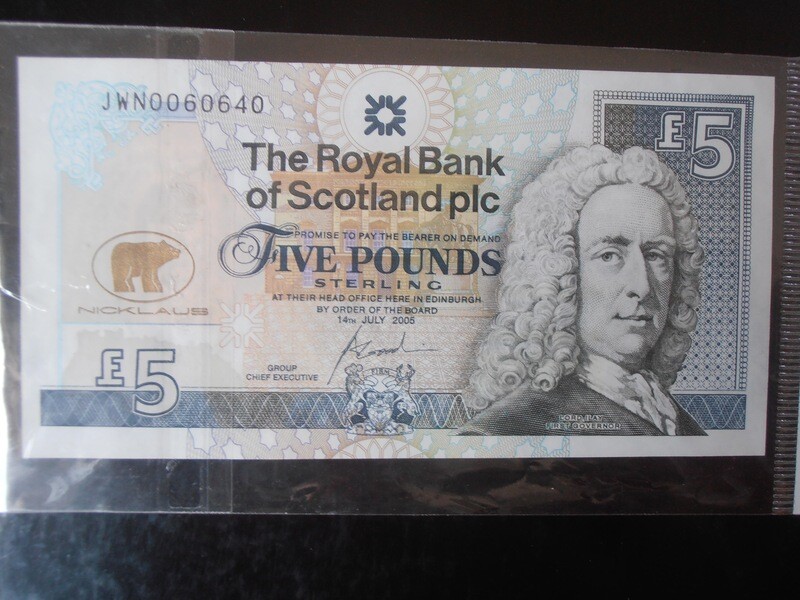 JWN0060640
£5
The Royal Bank
of Scotland plc
PROMISE TO PAY THE BEARER ON DEMAND
FIVE POUNDS
STERLING
AT THEIR HEAD OFFICE HERE IN EDINBURGH
BY ORDER OF THE BOARD
14TH JULY 2005
NICKLAUS
£5
GROUP
CHIEF EXECUTIVE
LORD ILAY
FIRST GOVERNOR